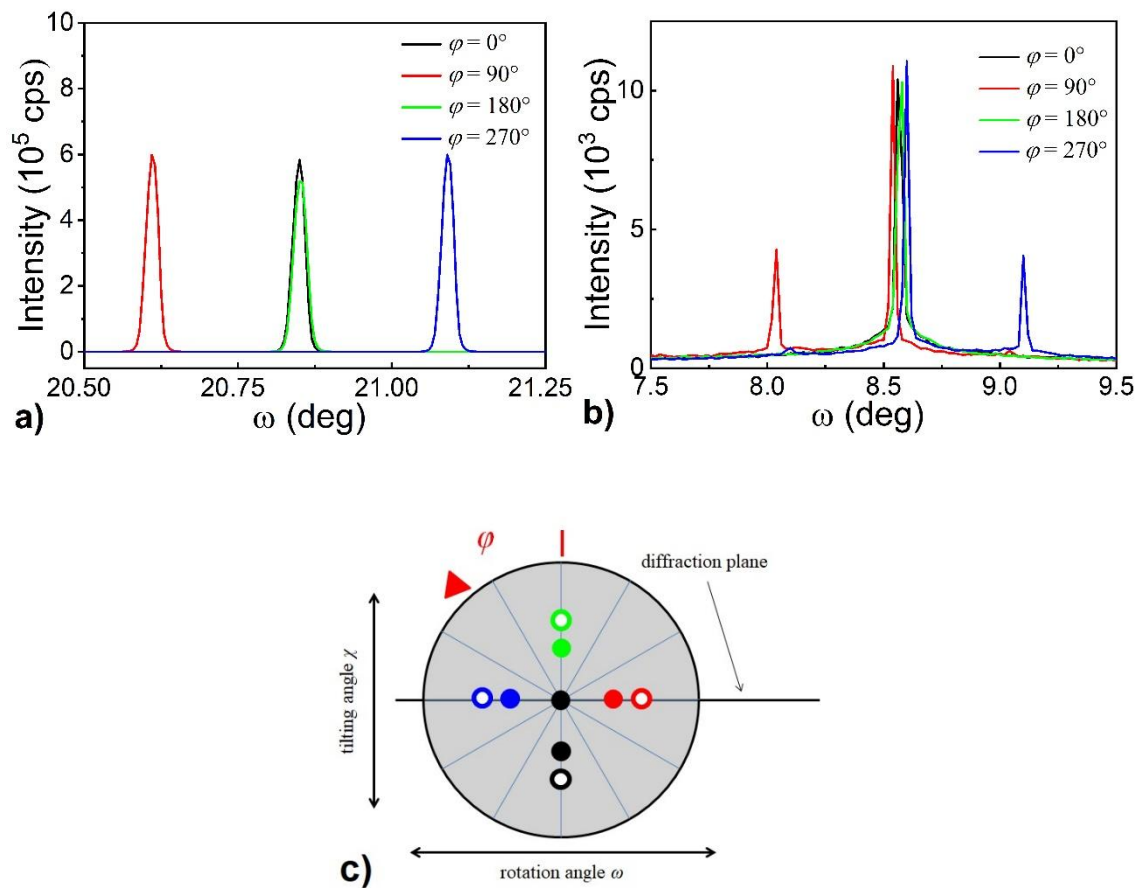 10
8
6
4
2
0
Intensity (10⁵ cps)
φ = 0°
φ = 90°
φ = 180°
φ = 270°
20.50 20.75 21.00 21.25
ω (deg)
a)
10
5
0
Intensity (10³ cps)
φ = 0°
φ = 90°
φ = 180°
φ = 270°
7.5 8.0 8.5 9.0 9.5
ω (deg)
b)
φ
diffraction plane
tilting angle χ
rotation angle ω
c)